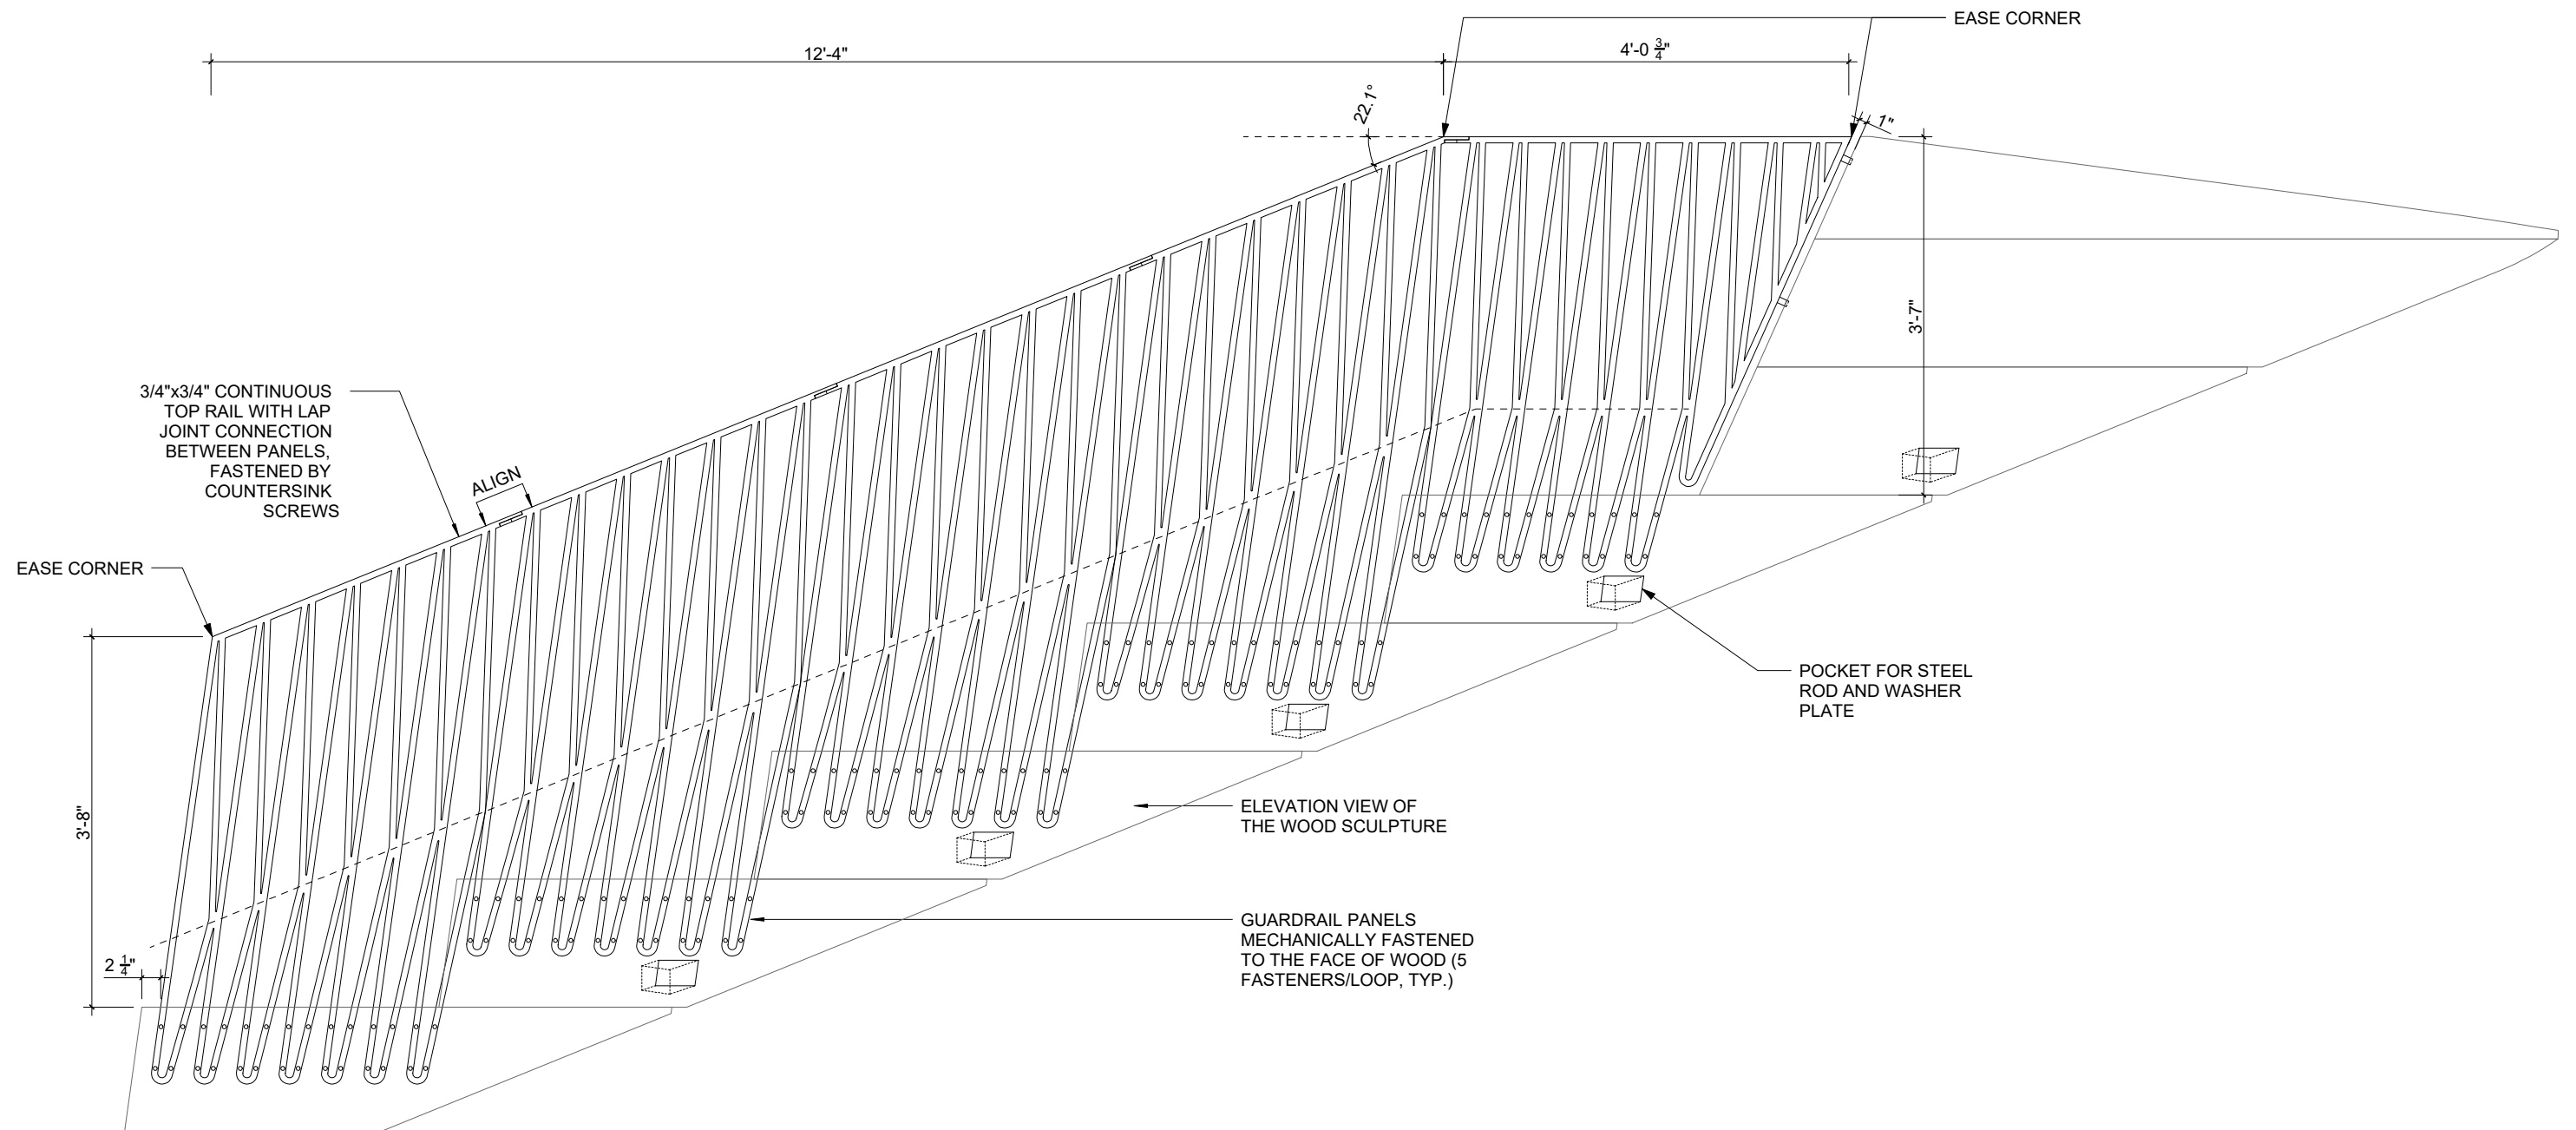 EASE CORNER
12'-4"
4'-0 3/4"
22.1°
1"
3'-7"
3/4"x3/4" CONTINUOUS
TOP RAIL WITH LAP
JOINT CONNECTION
BETWEEN PANELS,
FASTENED BY
COUNTERSINK
SCREWS
ALIGN
EASE CORNER
3'-8"
2 1/4"
POCKET FOR STEEL
ROD AND WASHER
PLATE
ELEVATION VIEW OF
THE WOOD SCULPTURE
GUARDRAIL PANELS
MECHANICALLY FASTENED
TO THE FACE OF WOOD (5
FASTENERS/LOOP, TYP.)